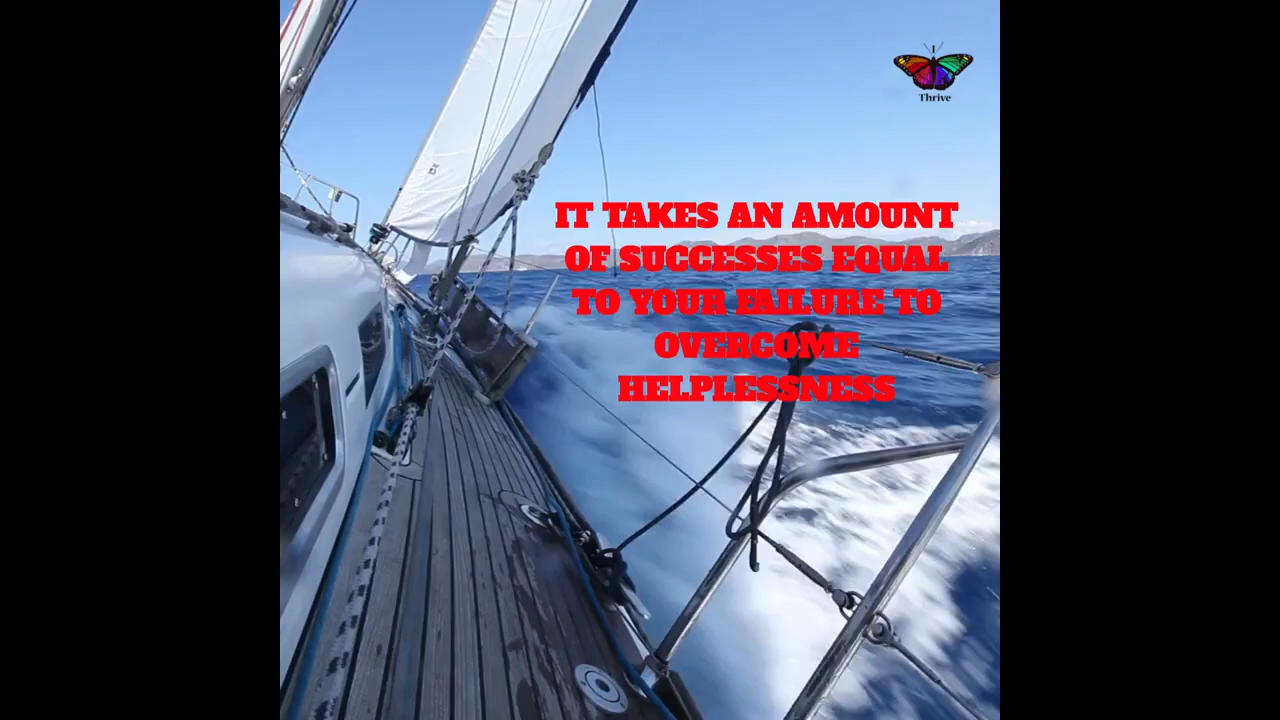 Thrive
IT TAKES AN AMOUNT
OF SUCCESSES EQUAL
TO YOUR FAILURE TO
OVERCOME
HELPLESSNESS